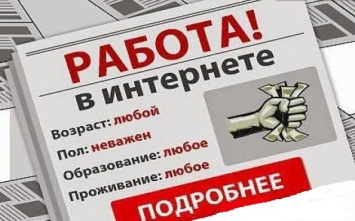 РАБОТА!
в интернете
Возраст: любой
Пол: неважен
Образование: любое
Проживание: любое
ПОДРОБНЕЕ